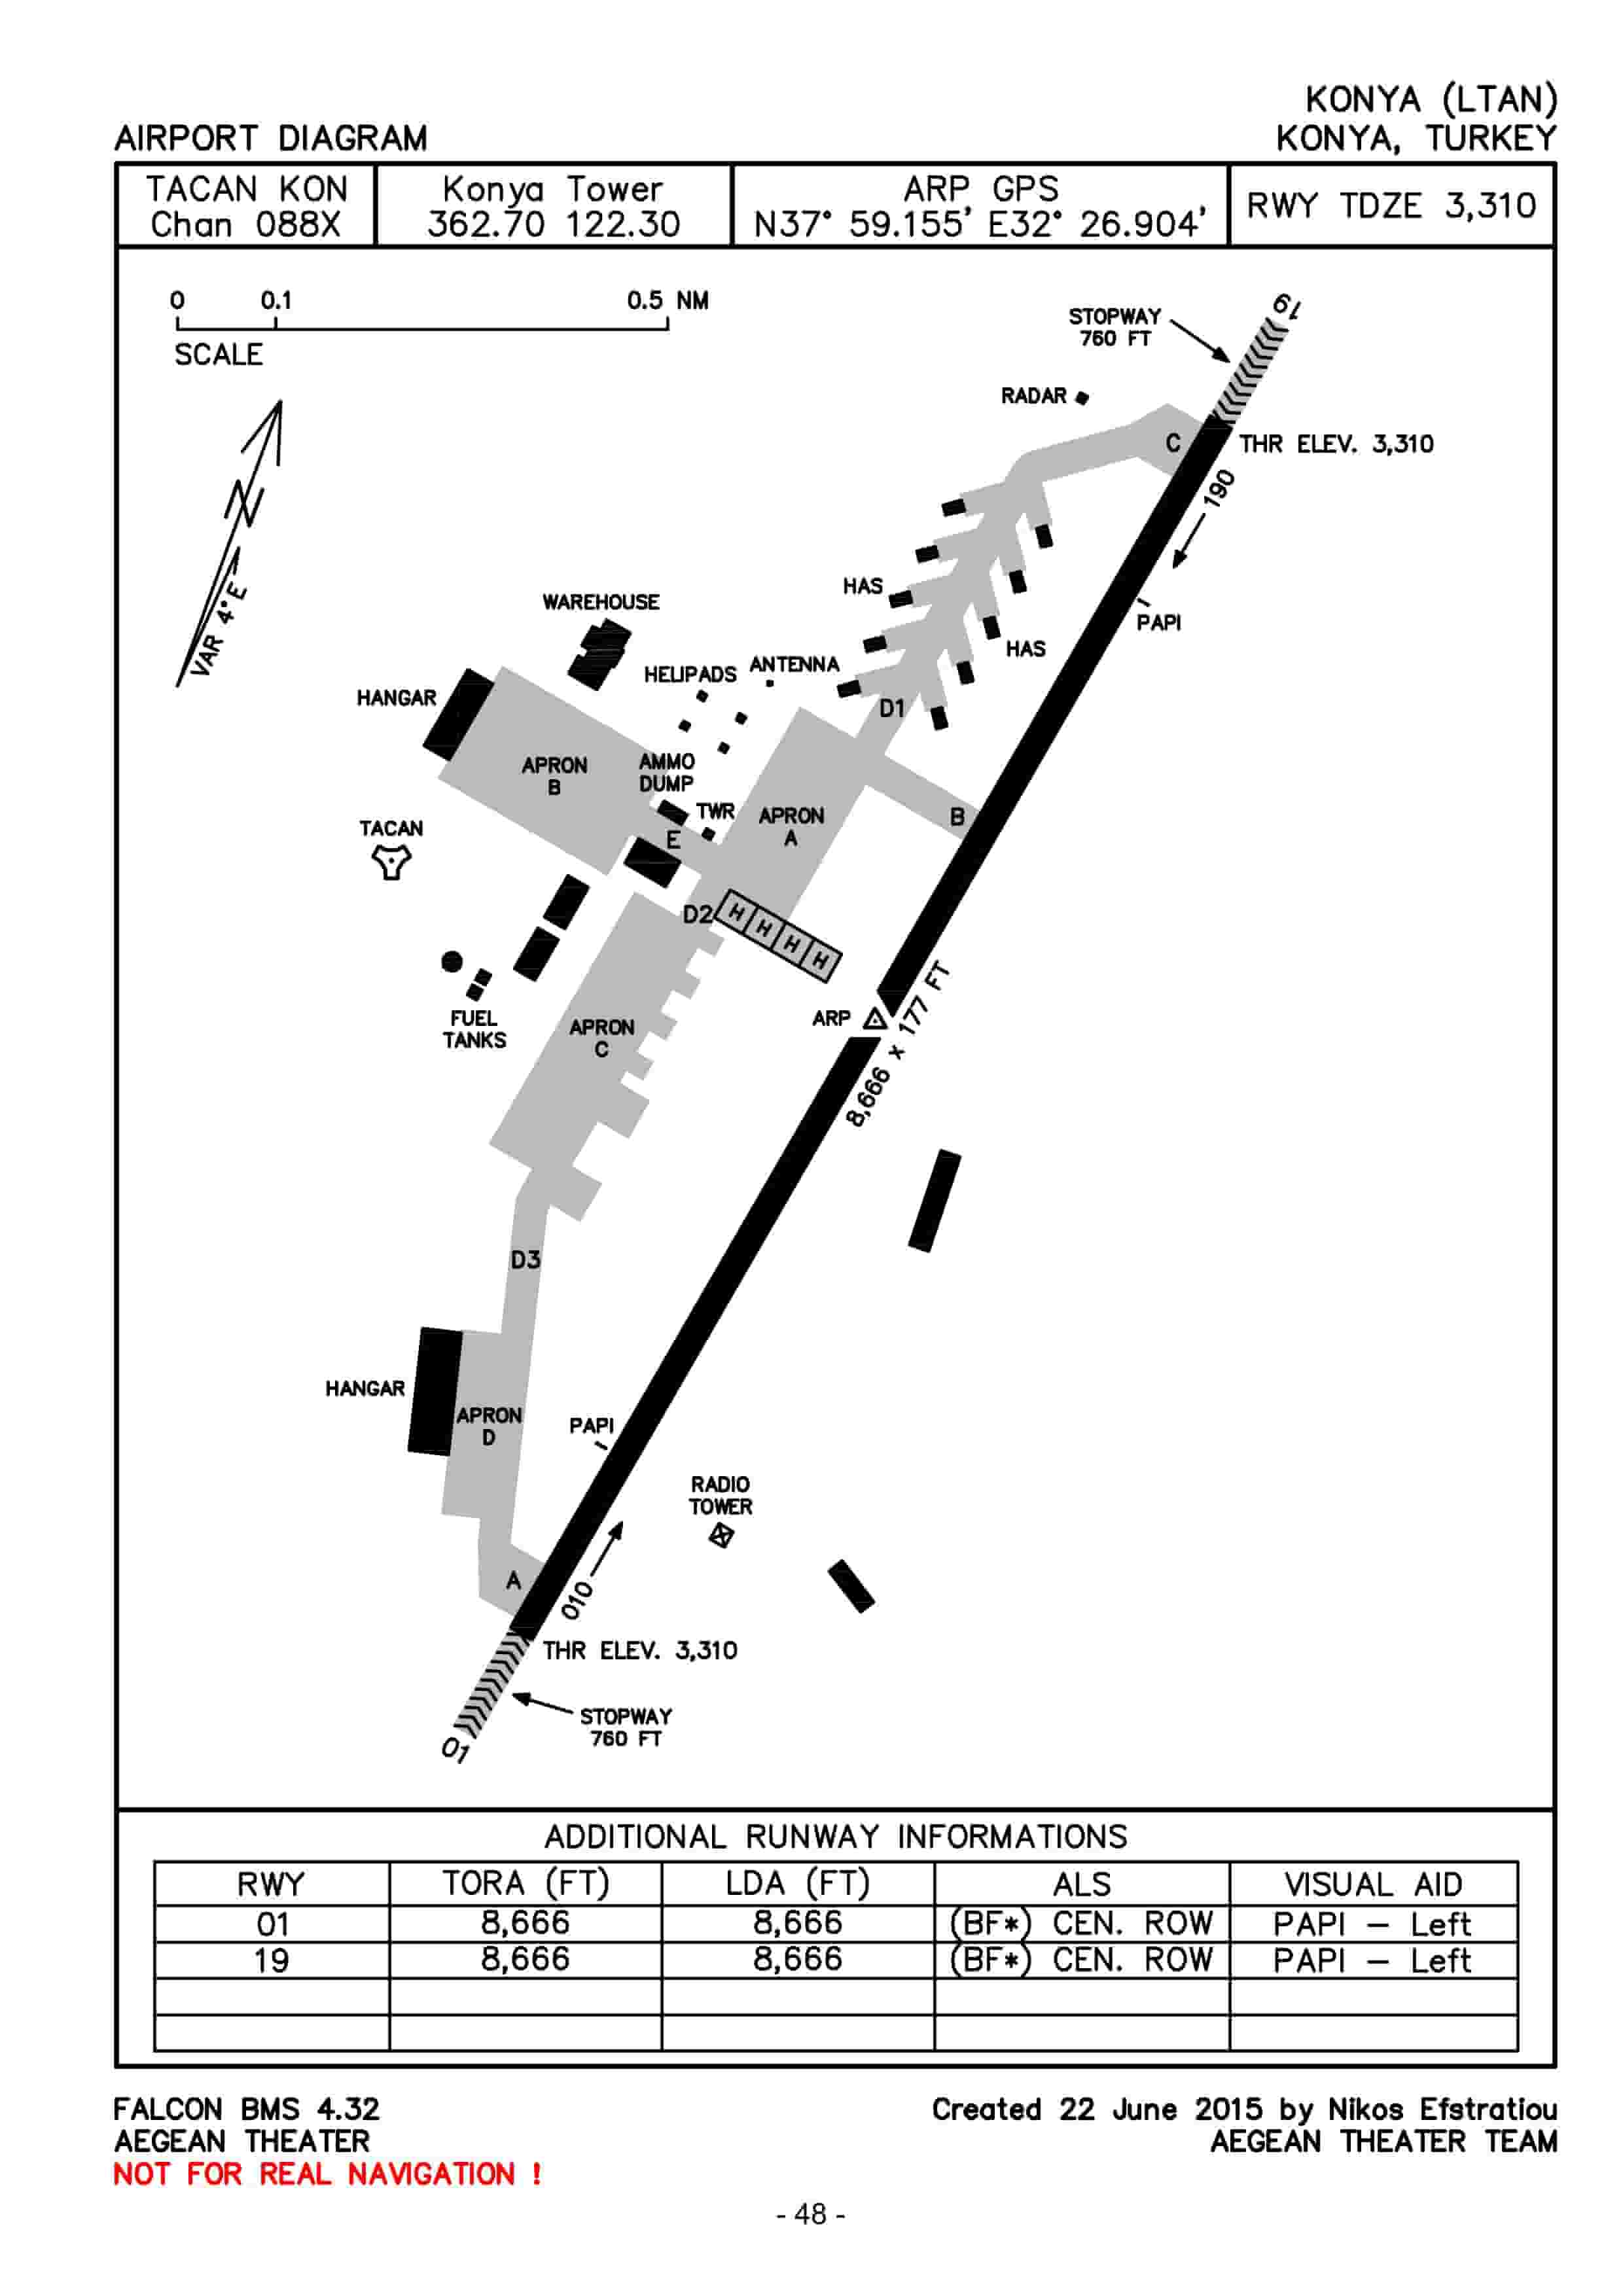 KONYA (LTAN)
AIRPORT DIAGRAM
KONYA, TURKEY
TACAN KON
Chan 088X
Konya Tower
362.70 122.30
ARP GPS
N37° 59.155' E32° 26.904'
RWY TDZE 3,310
0 0.1 0.5 NM
SCALE
N
VAR 4°E
STOPWAY
760 FT
19
RADAR
C
THR ELEV. 3,310
190
HAS
PAPI
HAS
WAREHOUSE
HELIPADS
ANTENNA
HANGAR
D1
APRON
B
AMMO
DUMP
TWR
APRON
A
B
E
TACAN
D2
H H H H
FUEL
TANKS
APRON
C
ARP
8,666 x 177 FT
D3
HANGAR
APRON
D
PAPI
RADIO
TOWER
A
010
THR ELEV. 3,310
STOPWAY
760 FT
01
ADDITIONAL RUNWAY INFORMATIONS
RWY TORA (FT) LDA (FT) ALS VISUAL AID
01 8,666 8,666 (BF*) CEN. ROW PAPI – Left
19 8,666 8,666 (BF*) CEN. ROW PAPI – Left
FALCON BMS 4.32
AEGEAN THEATER
NOT FOR REAL NAVIGATION !
Created 22 June 2015 by Nikos Efstratiou
AEGEAN THEATER TEAM
- 48 -